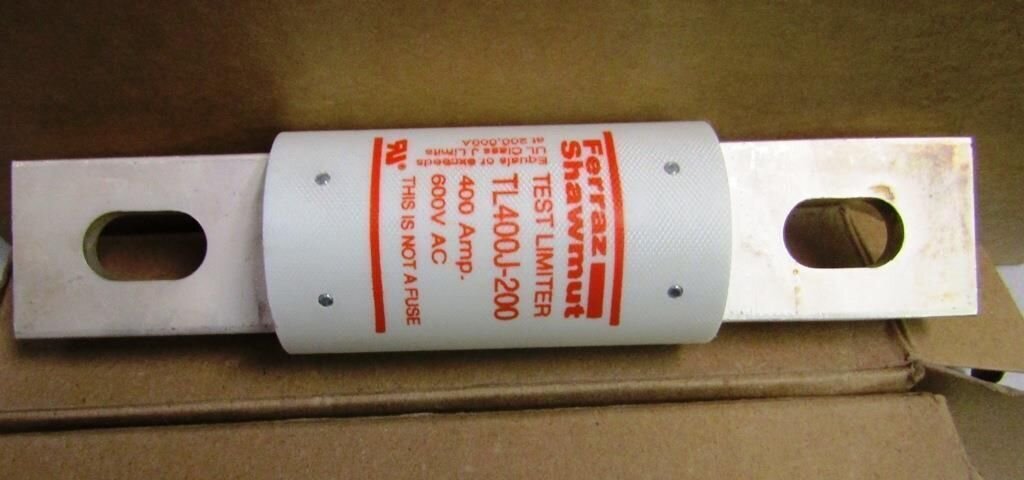 Ferraz
Shawmut
TEST LIMITER
TL400J-200
Equals or exceeds
UL Class J Limits
at 200,000A
400 Amp.
600V AC
THIS IS NOT A FUSE
RU